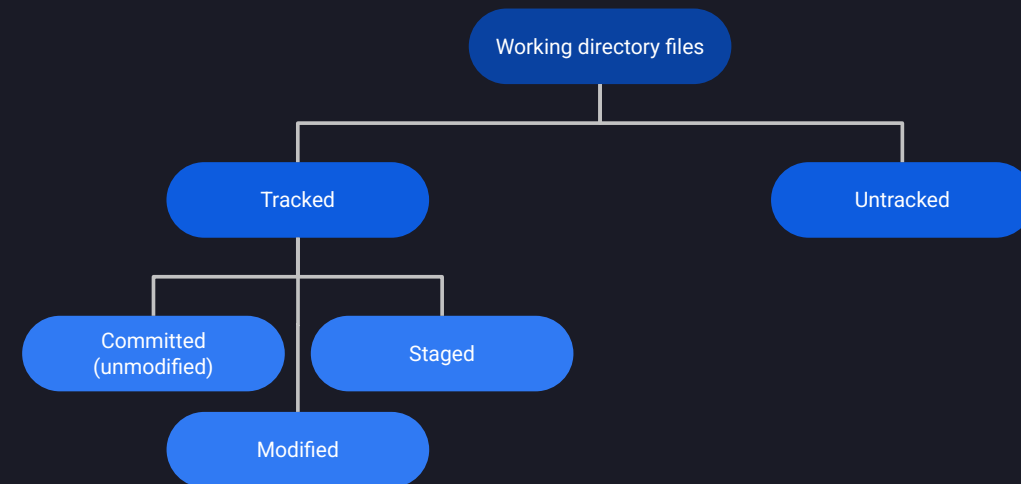 Working directory files
Tracked
Untracked
Committed
(unmodified)
Staged
Modified